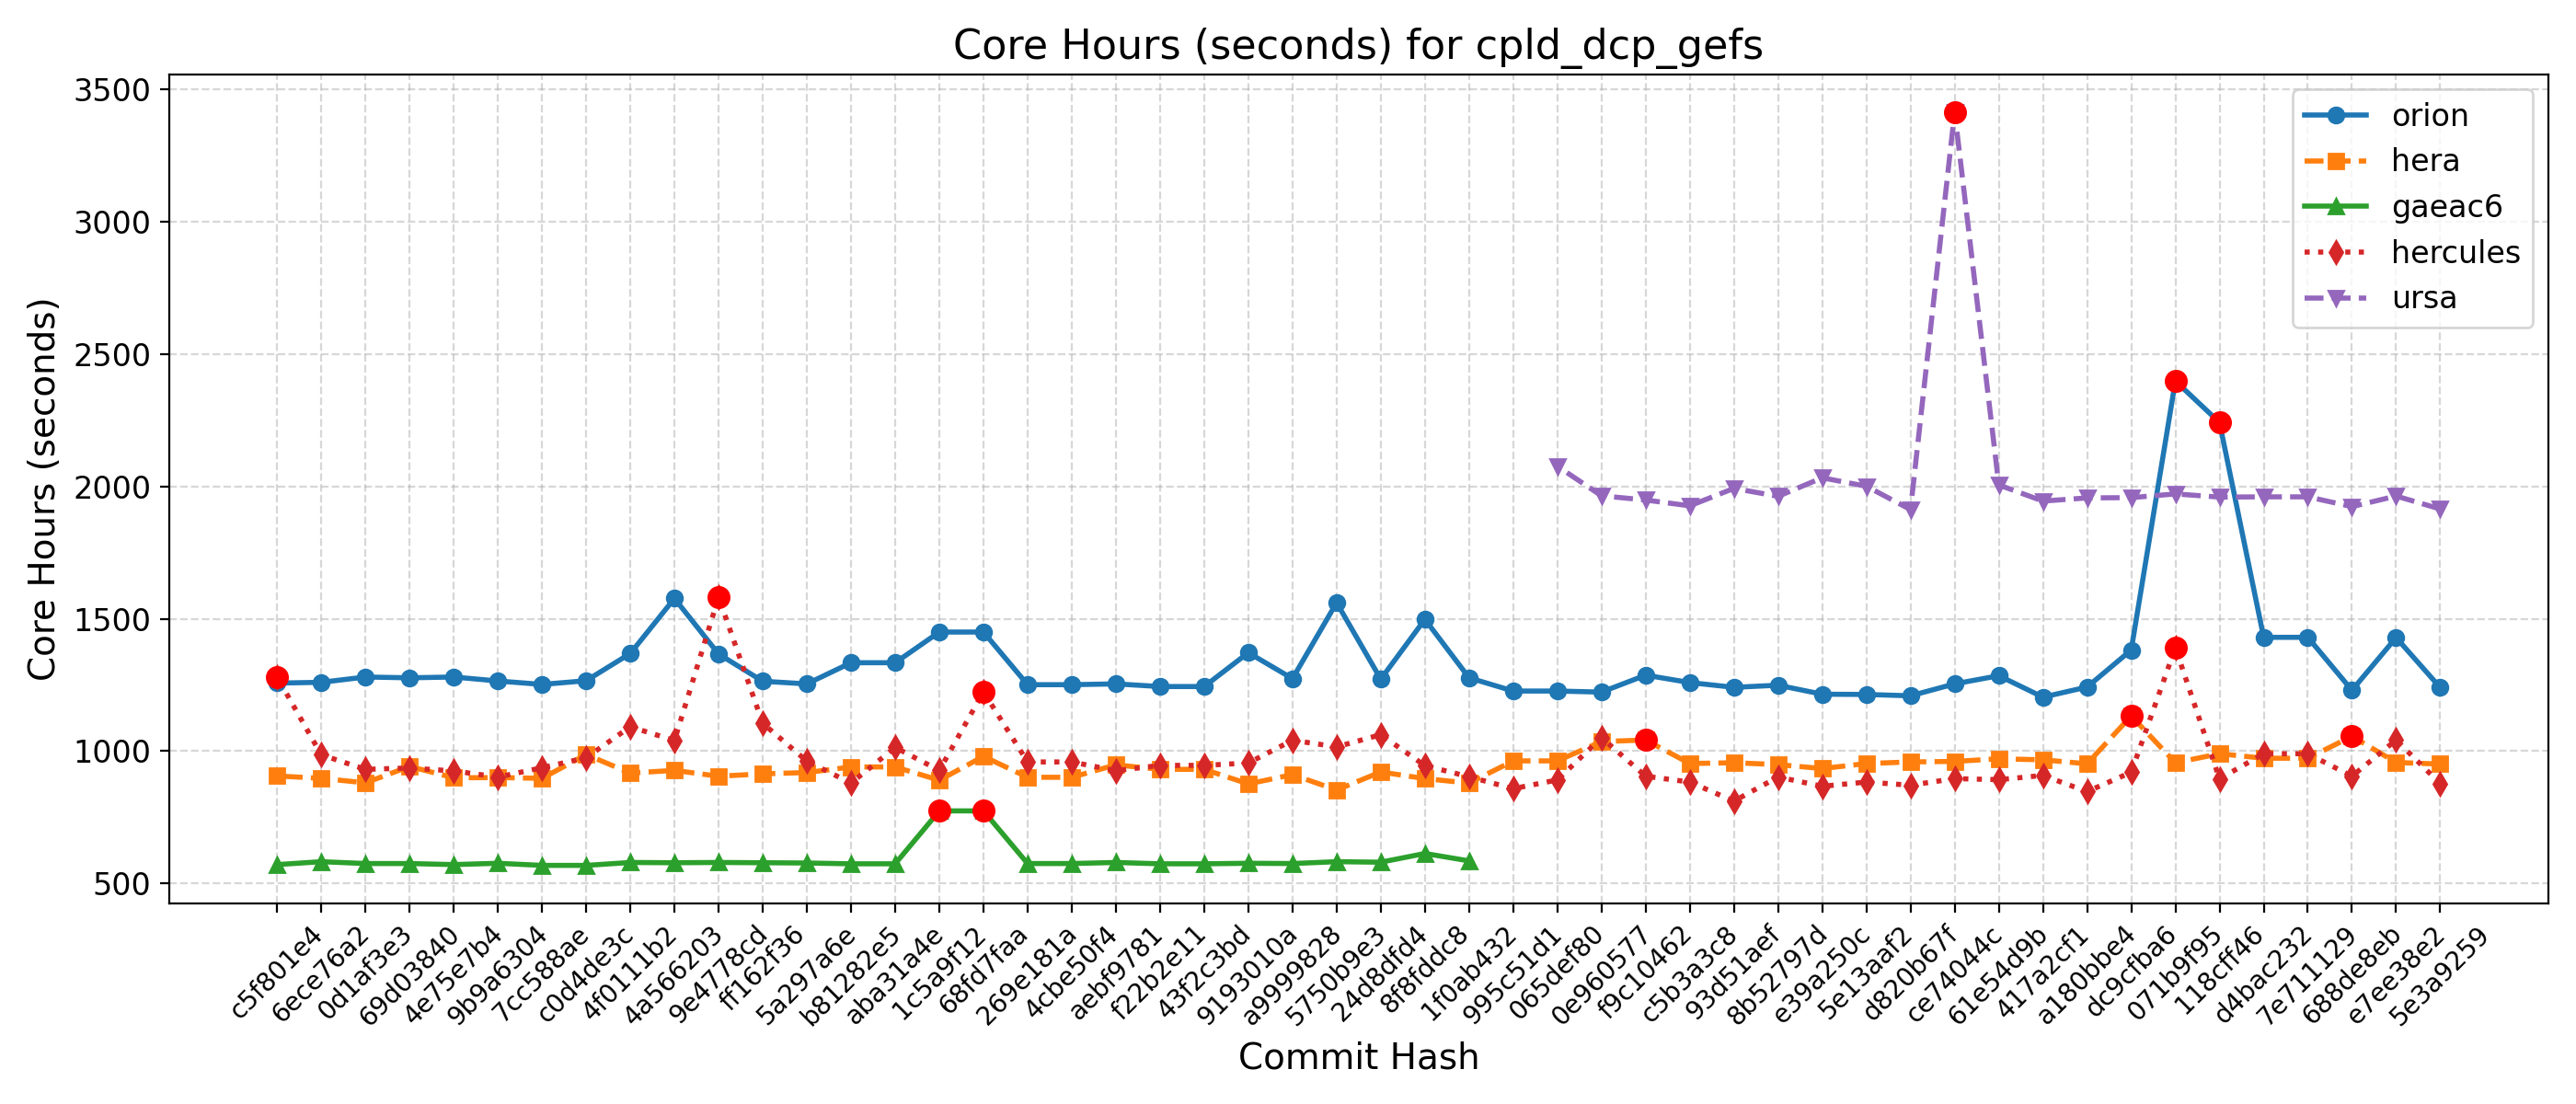 Core Hours (seconds) for cpld_dcp_gefs
3500
3000
2500
2000
1500
1000
500
Core Hours (seconds)
orion
hera
gaeac6
hercules
ursa
c5f801e4
6ece76a2
0d1af3e3
69d03840
4e75e7b4
9b9a6304
7cc588ae
c0d4de3c
4f0111b2
4a566203
9e4778cd
ff162f36
5a297a6e
b81282e5
aba31a4e
1c5a9f12
68fd7faa
269e181a
4cbe50f4
aebf9781
f22b2e11
43f2c3bd
9193010a
a9999828
5750b9e3
24d8dfd4
8f8fddc8
1f0ab432
995c51d1
065def80
0e960577
f9c10462
c5b3a3c8
93d51aef
8b52797d
e39a250c
5e13aaf2
d820b67f
ce74044c
61e54d9b
417a2cf1
a180bbe4
dc9cfba6
071b9f95
118cff46
d4bac232
7e711129
688de8eb
e7ee38e2
5e3a9259
Commit Hash